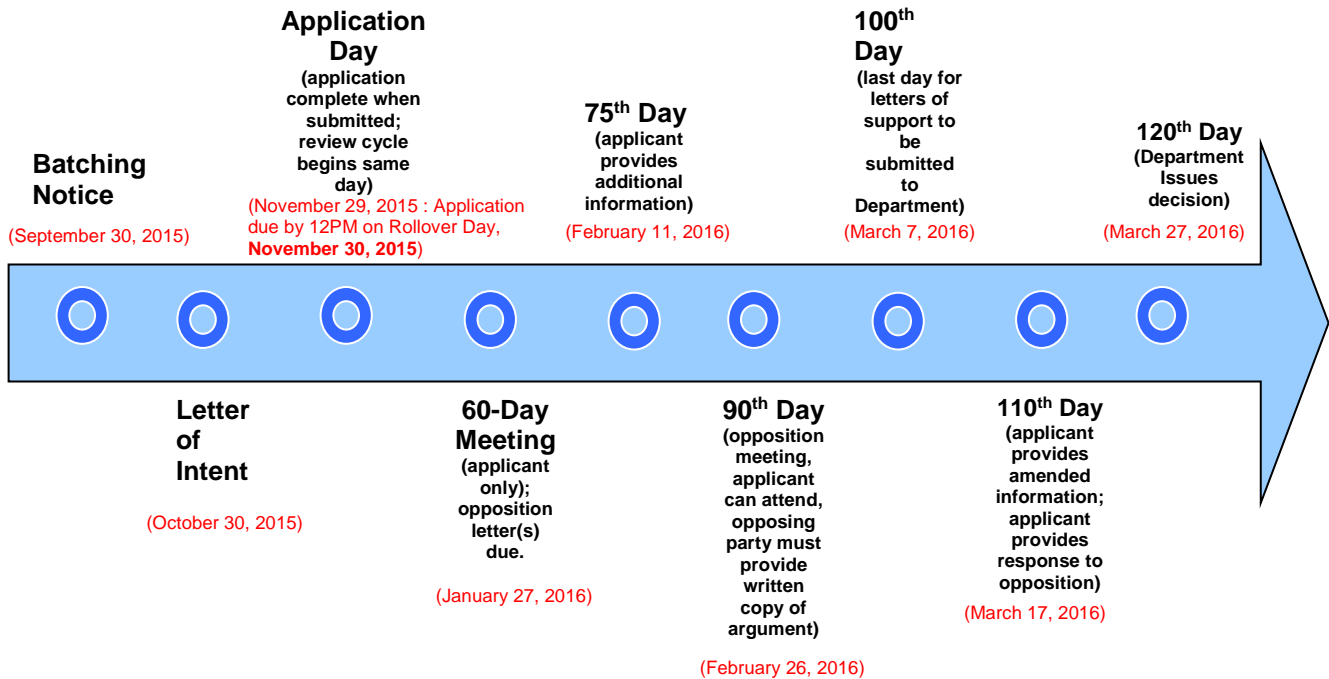 Batching
Notice
(September 30, 2015)
Letter
of
Intent
(October 30, 2015)
Application
Day
(application
complete when
submitted;
review cycle
begins same
day)
(November 29, 2015 : Application
due by 12PM on Rollover Day,
November 30, 2015)
60-Day
Meeting
(applicant
only);
opposition
letter(s)
due.
(January 27, 2016)
75th Day
(applicant
provides
additional
information)
(February 11, 2016)
90th Day
(opposition
meeting,
applicant
can attend,
opposing
party must
provide
written
copy of
argument)
(February 26, 2016)
100th
Day
(last day for
letters of
support to
be
submitted
to
Department)
(March 7, 2016)
110th Day
(applicant
provides
amended
information;
applicant
provides
response to
opposition)
(March 17, 2016)
120th Day
(Department
Issues
decision)
(March 27, 2016)